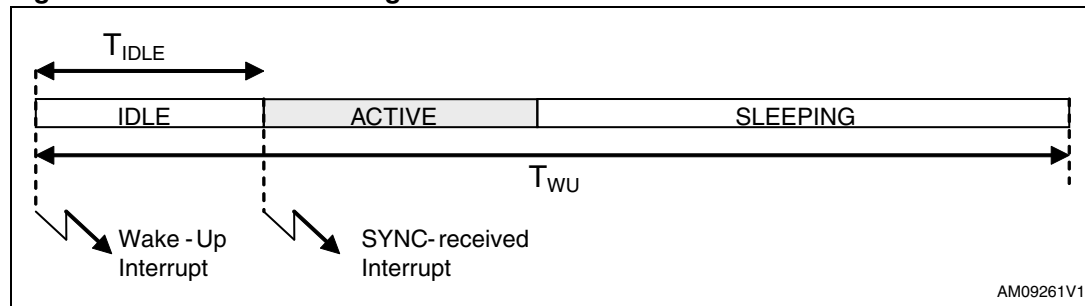 T_IDLE
IDLE ACTIVE SLEEPING
T_WU
Wake - Up
Interrupt
SYNC- received
Interrupt
AM09261V1